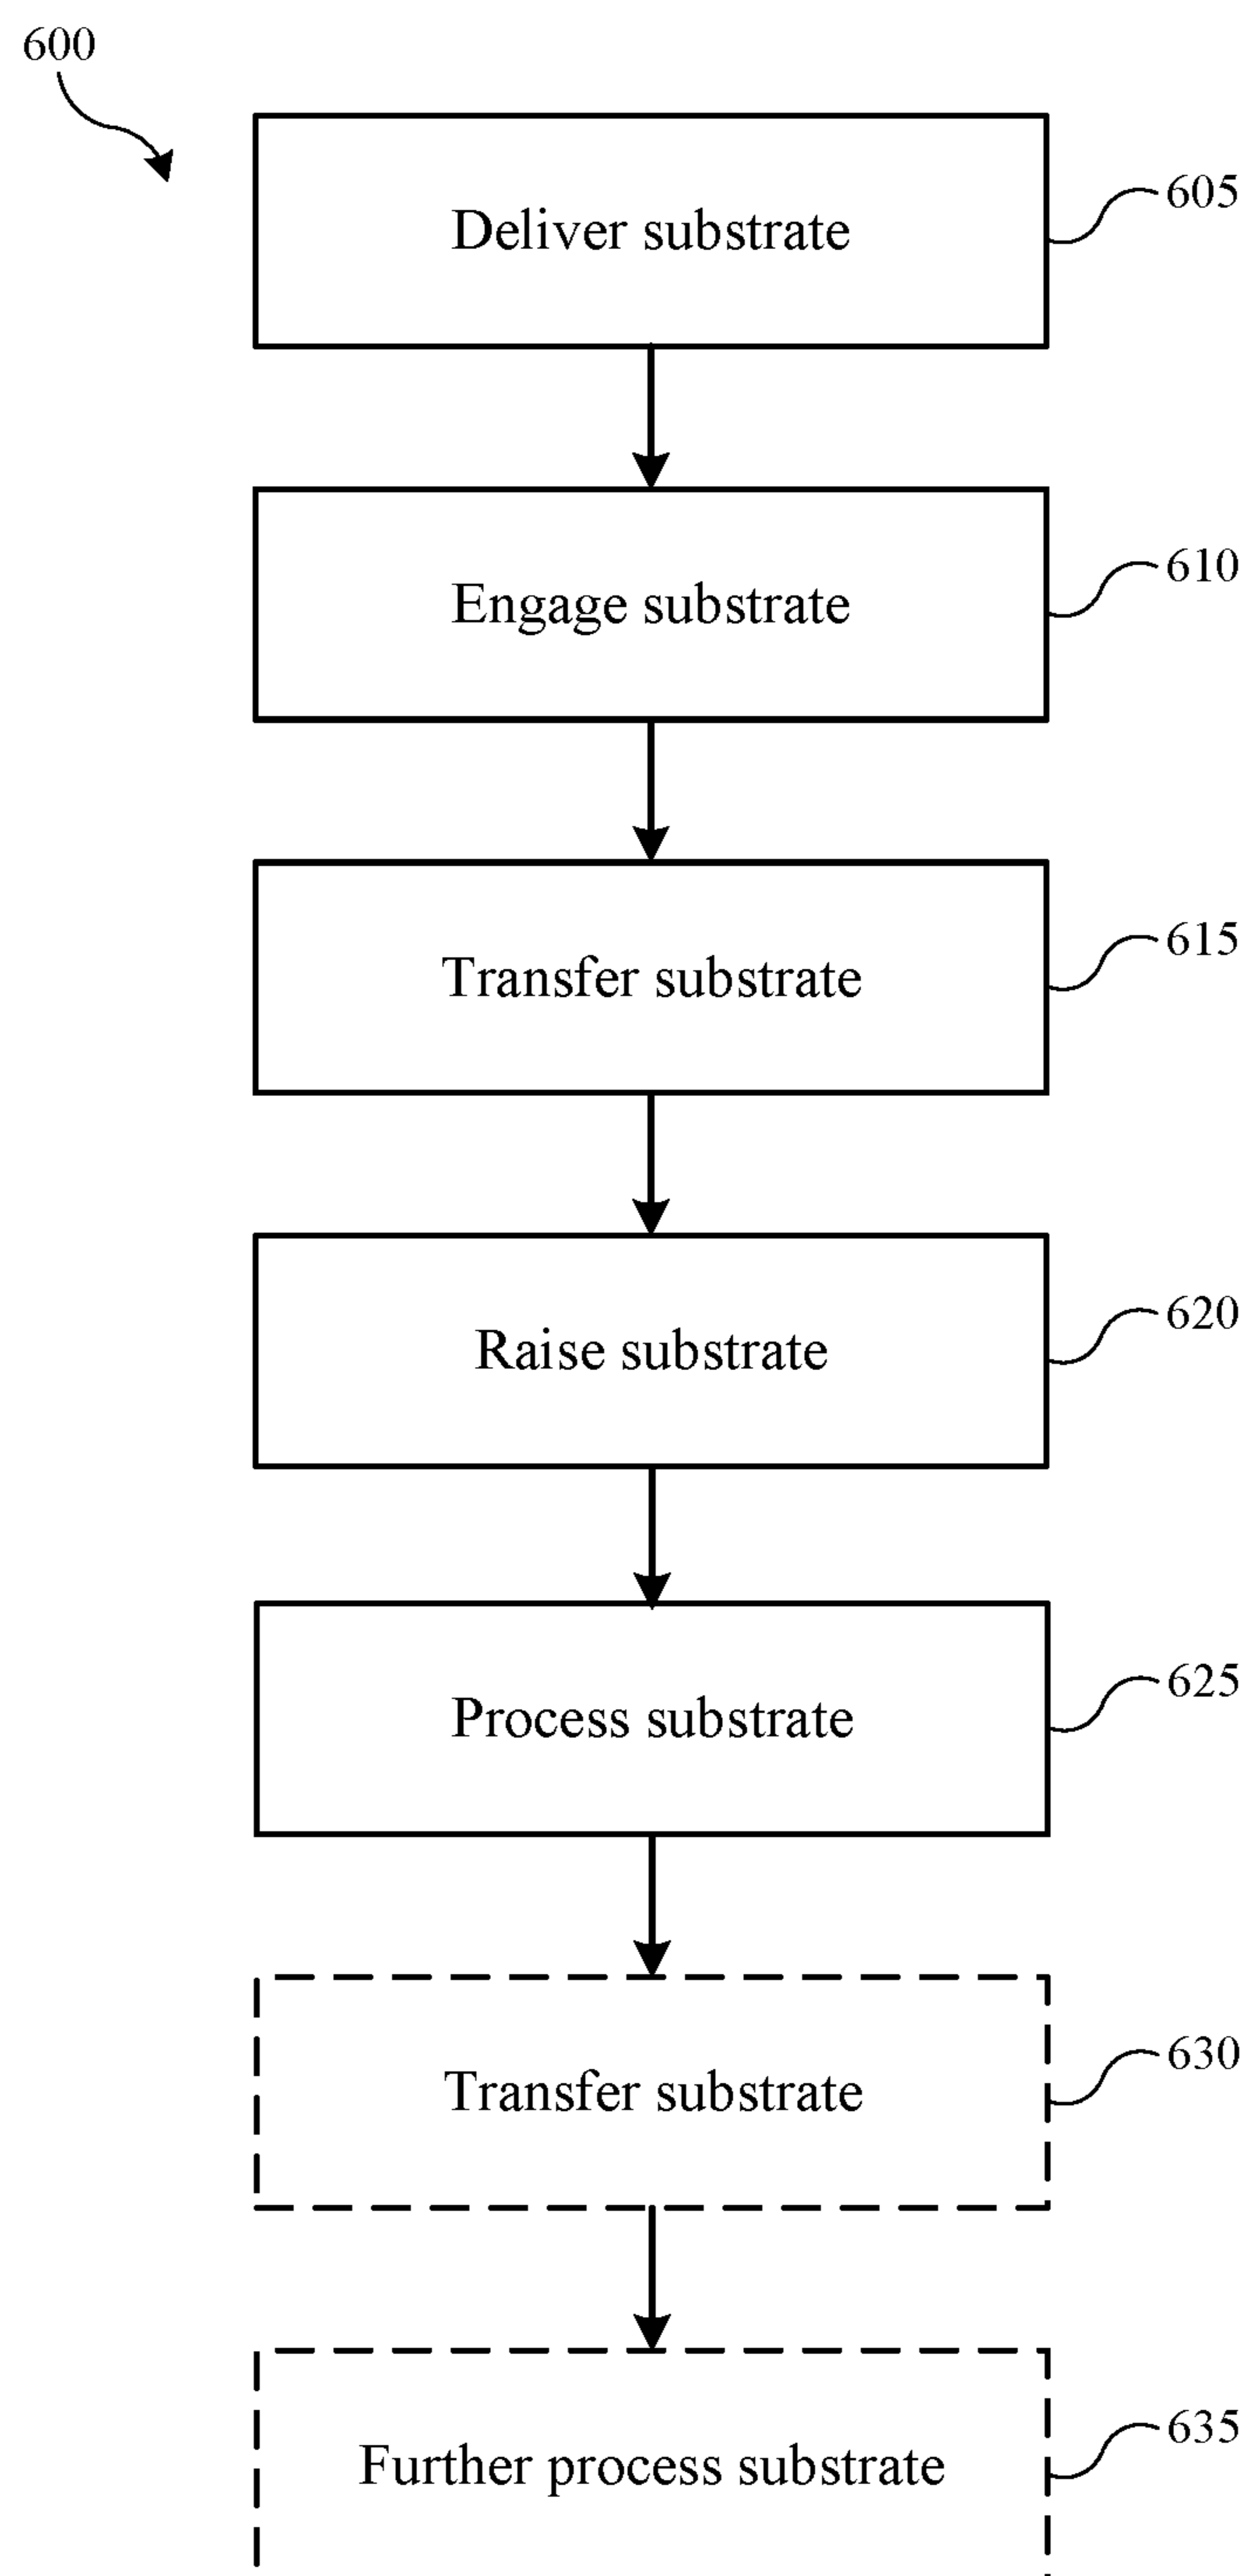 600
Deliver substrate
605
Engage substrate
610
Transfer substrate
615
Raise substrate
620
Process substrate
625
Transfer substrate
630
Further process substrate
635